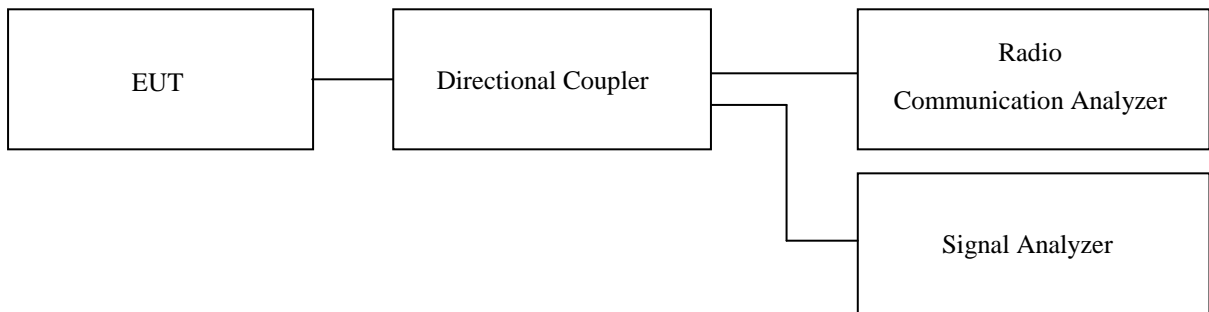 EUT
Directional Coupler
Radio
Communication Analyzer
Signal Analyzer